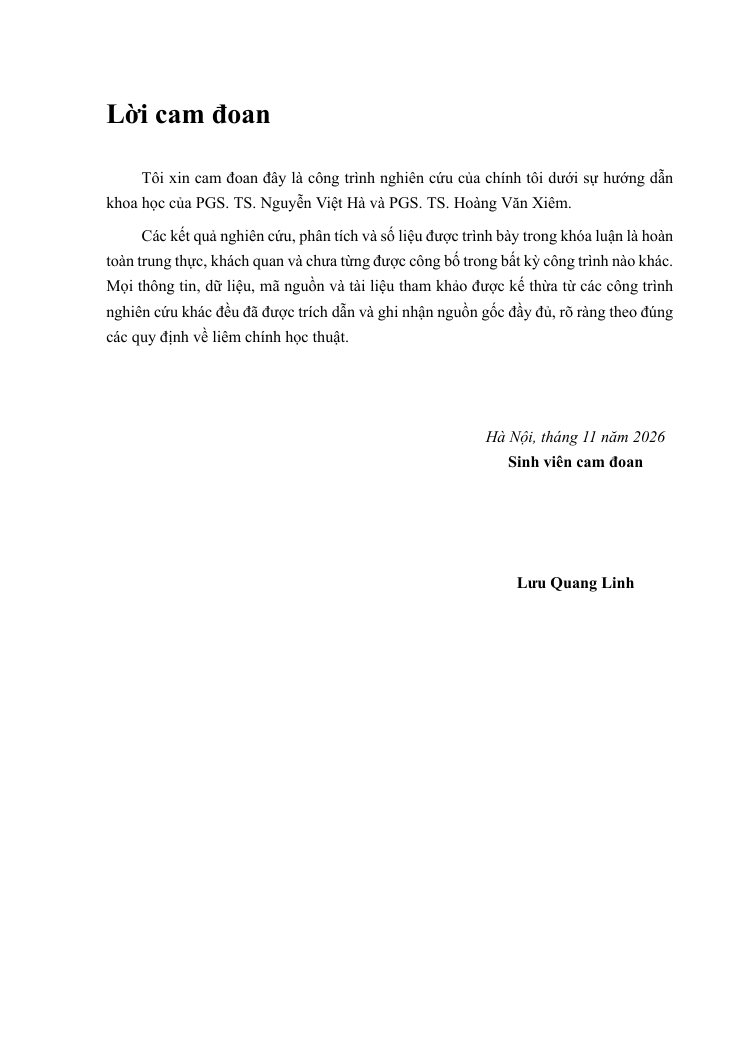 Lời cam đoan
Tôi xin cam đoan đây là công trình nghiên cứu của chính tôi dưới sự hướng dẫn
khoa học của PGS. TS. Nguyễn Việt Hà và PGS. TS. Hoàng Văn Xiêm.
Các kết quả nghiên cứu, phân tích và số liệu được trình bày trong khóa luận là hoàn
toàn trung thực, khách quan và chưa từng được công bố trong bất kỳ công trình nào khác.
Mọi thông tin, dữ liệu, mã nguồn và tài liệu tham khảo được kế thừa từ các công trình
nghiên cứu khác đều đã được trích dẫn và ghi nhận nguồn gốc đầy đủ, rõ ràng theo đúng
các quy định về liêm chính học thuật.
Hà Nội, tháng 11 năm 2026
Sinh viên cam đoan
Lưu Quang Linh